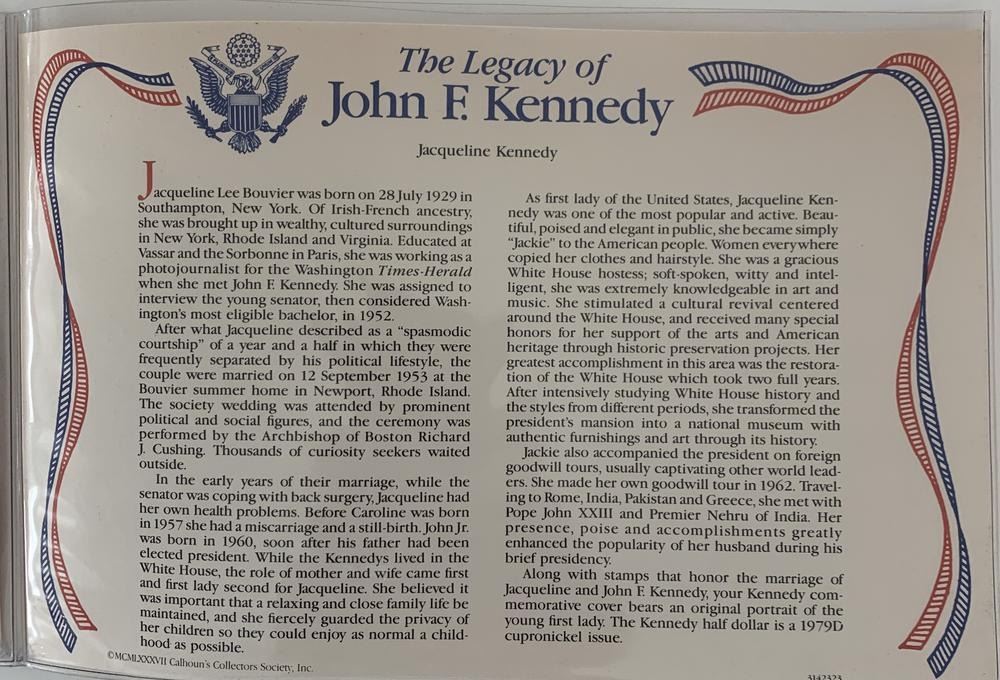 The Legacy of
John F. Kennedy
Jacqueline Kennedy
Jacqueline Lee Bouvier was born on 28 July 1929 in
Southampton, New York. Of Irish-French ancestry,
she was brought up in wealthy, cultured surroundings
in New York, Rhode Island and Virginia. Educated at
Vassar and the Sorbonne in Paris, she was working as a
photojournalist for the Washington Times-Herald
when she met John F. Kennedy. She was assigned to
interview the young senator, then considered Wash-
ington's most eligible bachelor, in 1952.
After what Jacqueline described as a "spasmodic
courtship" of a year and a half in which they were
frequently separated by his political lifestyle, the
couple were married on 12 September 1953 at the
Bouvier summer home in Newport, Rhode Island.
The society wedding was attended by prominent
political and social figures, and the ceremony was
performed by the Archbishop of Boston Richard
J. Cushing. Thousands of curiosity seekers waited
outside.
In the early years of their marriage, while the
senator was coping with back surgery, Jacqueline had
her own health problems. Before Caroline was born
in 1957 she had a miscarriage and a still-birth. John Jr.
was born in 1960, soon after his father had been
elected president. While the Kennedys lived in the
White House, the role of mother and wife came first
and first lady second for Jacqueline. She believed it
was important that a relaxing and close family life be
maintained, and she fiercely guarded the privacy of
her children so they could enjoy as normal a child-
hood as possible.
As first lady of the United States, Jacqueline Ken-
nedy was one of the most popular and active. Beau-
tiful, poised and elegant in public, she became simply
"Jackie" to the American people. Women everywhere
copied her clothes and hairstyle. She was a gracious
White House hostess; soft-spoken, witty and intel-
ligent, she was extremely knowledgeable in art and
music. She stimulated a cultural revival centered
around the White House, and received many special
honors for her support of the arts and American
heritage through historic preservation projects. Her
greatest accomplishment in this area was the restora-
tion of the White House which took two full years.
After intensively studying White House history and
the styles from different periods, she transformed the
president's mansion into a national museum with
authentic furnishings and art through its history.
Jackie also accompanied the president on foreign
goodwill tours, usually captivating other world lead-
ers. She made her own goodwill tour in 1962. Travel-
ing to Rome, India, Pakistan and Greece, she met with
Pope John XXIII and Premier Nehru of India. Her
presence, poise and accomplishments greatly
enhanced the popularity of her husband during his
brief presidency.
Along with stamps that honor the marriage of
Jacqueline and John F. Kennedy, your Kennedy com-
memorative cover bears an original portrait of the
young first lady. The Kennedy half dollar is a 1979D
cupronickel issue.
©MCMLXXXVII Calhoun's Collectors Society, Inc.
3142323